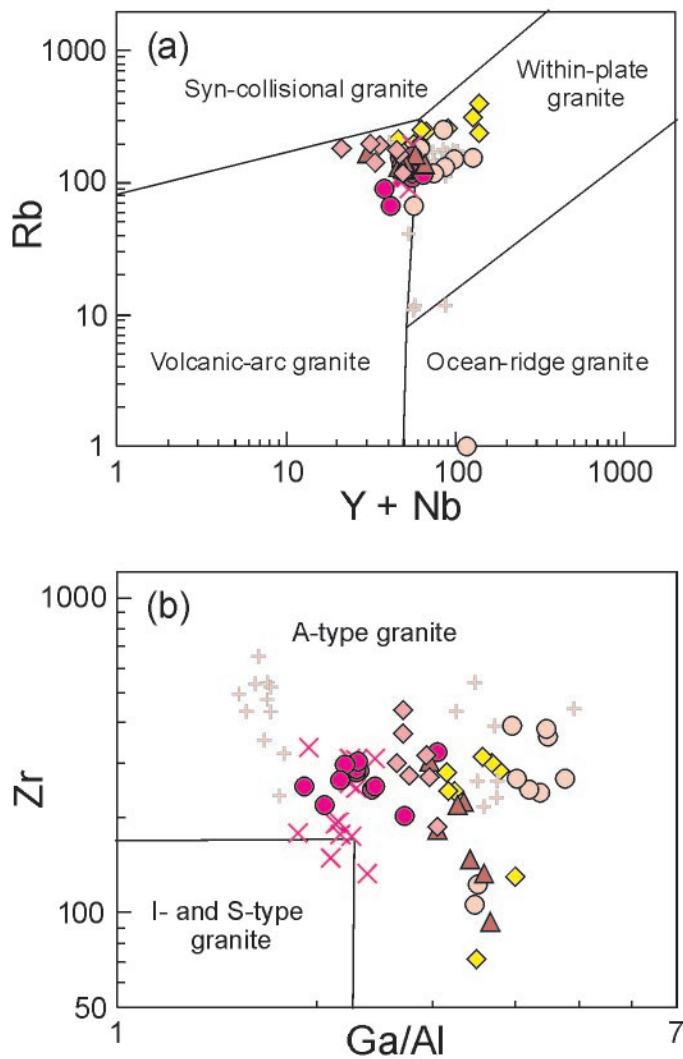 1000
(a)
Syn-collisional granite
Within-plate
granite
100
Rb
10
Volcanic-arc granite
Ocean-ridge granite
1
1
10
100
1000
Y + Nb
1000
(b)
A-type granite
Zr
100
I- and S-type
granite
50
1
Ga/Al
7